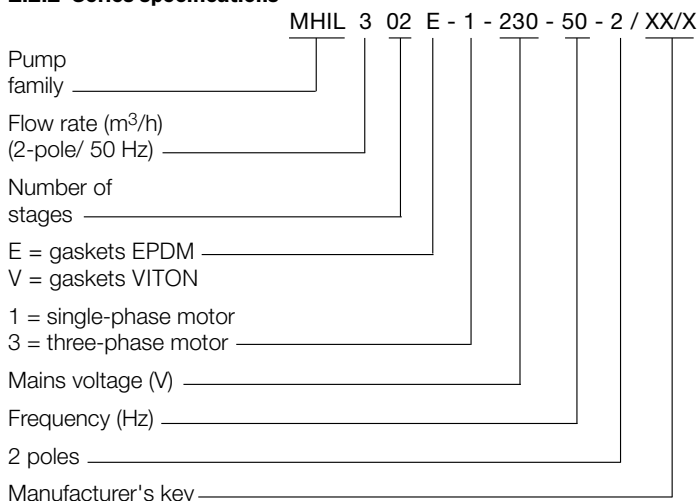 2.2.2 Series specifications
MHIL 3 02 E - 1 - 230 - 50 - 2 / XX/X
Pump
family
Flow rate (m³/h)
(2-pole/ 50 Hz)
Number of
stages
E = gaskets EPDM
V = gaskets VITON
1 = single-phase motor
3 = three-phase motor
Mains voltage (V)
Frequency (Hz)
2 poles
Manufacturer's key